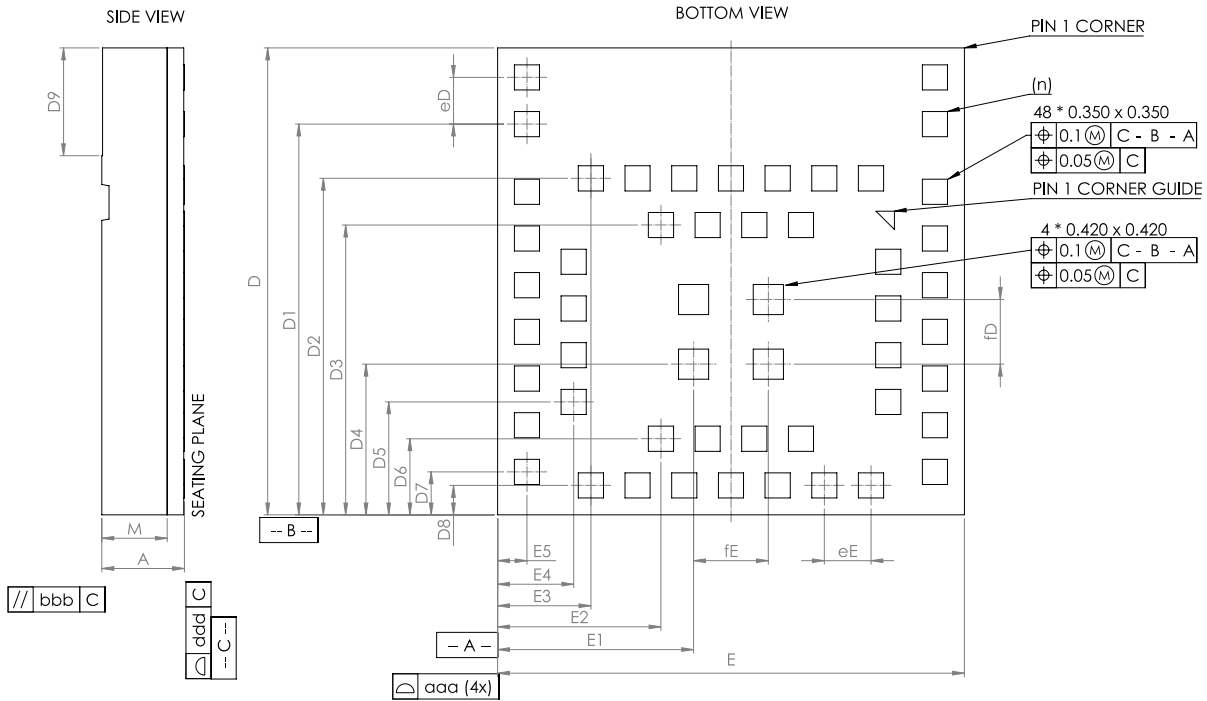 SIDE VIEW
BOTTOM VIEW
PIN 1 CORNER
(n)
48 * 0.350 x 0.350
⌖ 0.1 Ⓜ C - B - A
⌖ 0.05 Ⓜ C
PIN 1 CORNER GUIDE
4 * 0.420 x 0.420
⌖ 0.1 Ⓜ C - B - A
⌖ 0.05 Ⓜ C
D9
eD
D
D1
D2
D3
D4
D5
D6
D7
D8
fD
SEATING PLANE
M
A
-- B --
E5
fE
eE
E4
E3
E2
E1
E
// bbb C
⌓ ddd C
-- C --
– A –
⌓ aaa (4x)